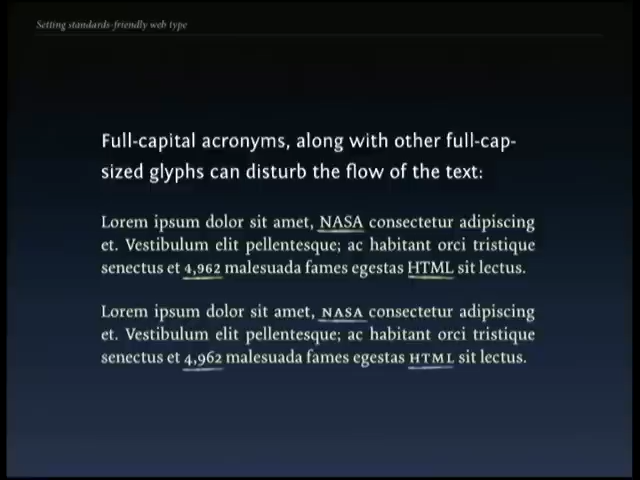 Setting standards-friendly web type
Full-capital acronyms, along with other full-cap-
sized glyphs can disturb the flow of the text:
Lorem ipsum dolor sit amet, NASA consectetur adipiscing
et. Vestibulum elit pellentesque; ac habitant orci tristique
senectus et 4,962 malesuada fames egestas HTML sit lectus.
Lorem ipsum dolor sit amet, NASA consectetur adipiscing
et. Vestibulum elit pellentesque; ac habitant orci tristique
senectus et 4,962 malesuada fames egestas HTML sit lectus.